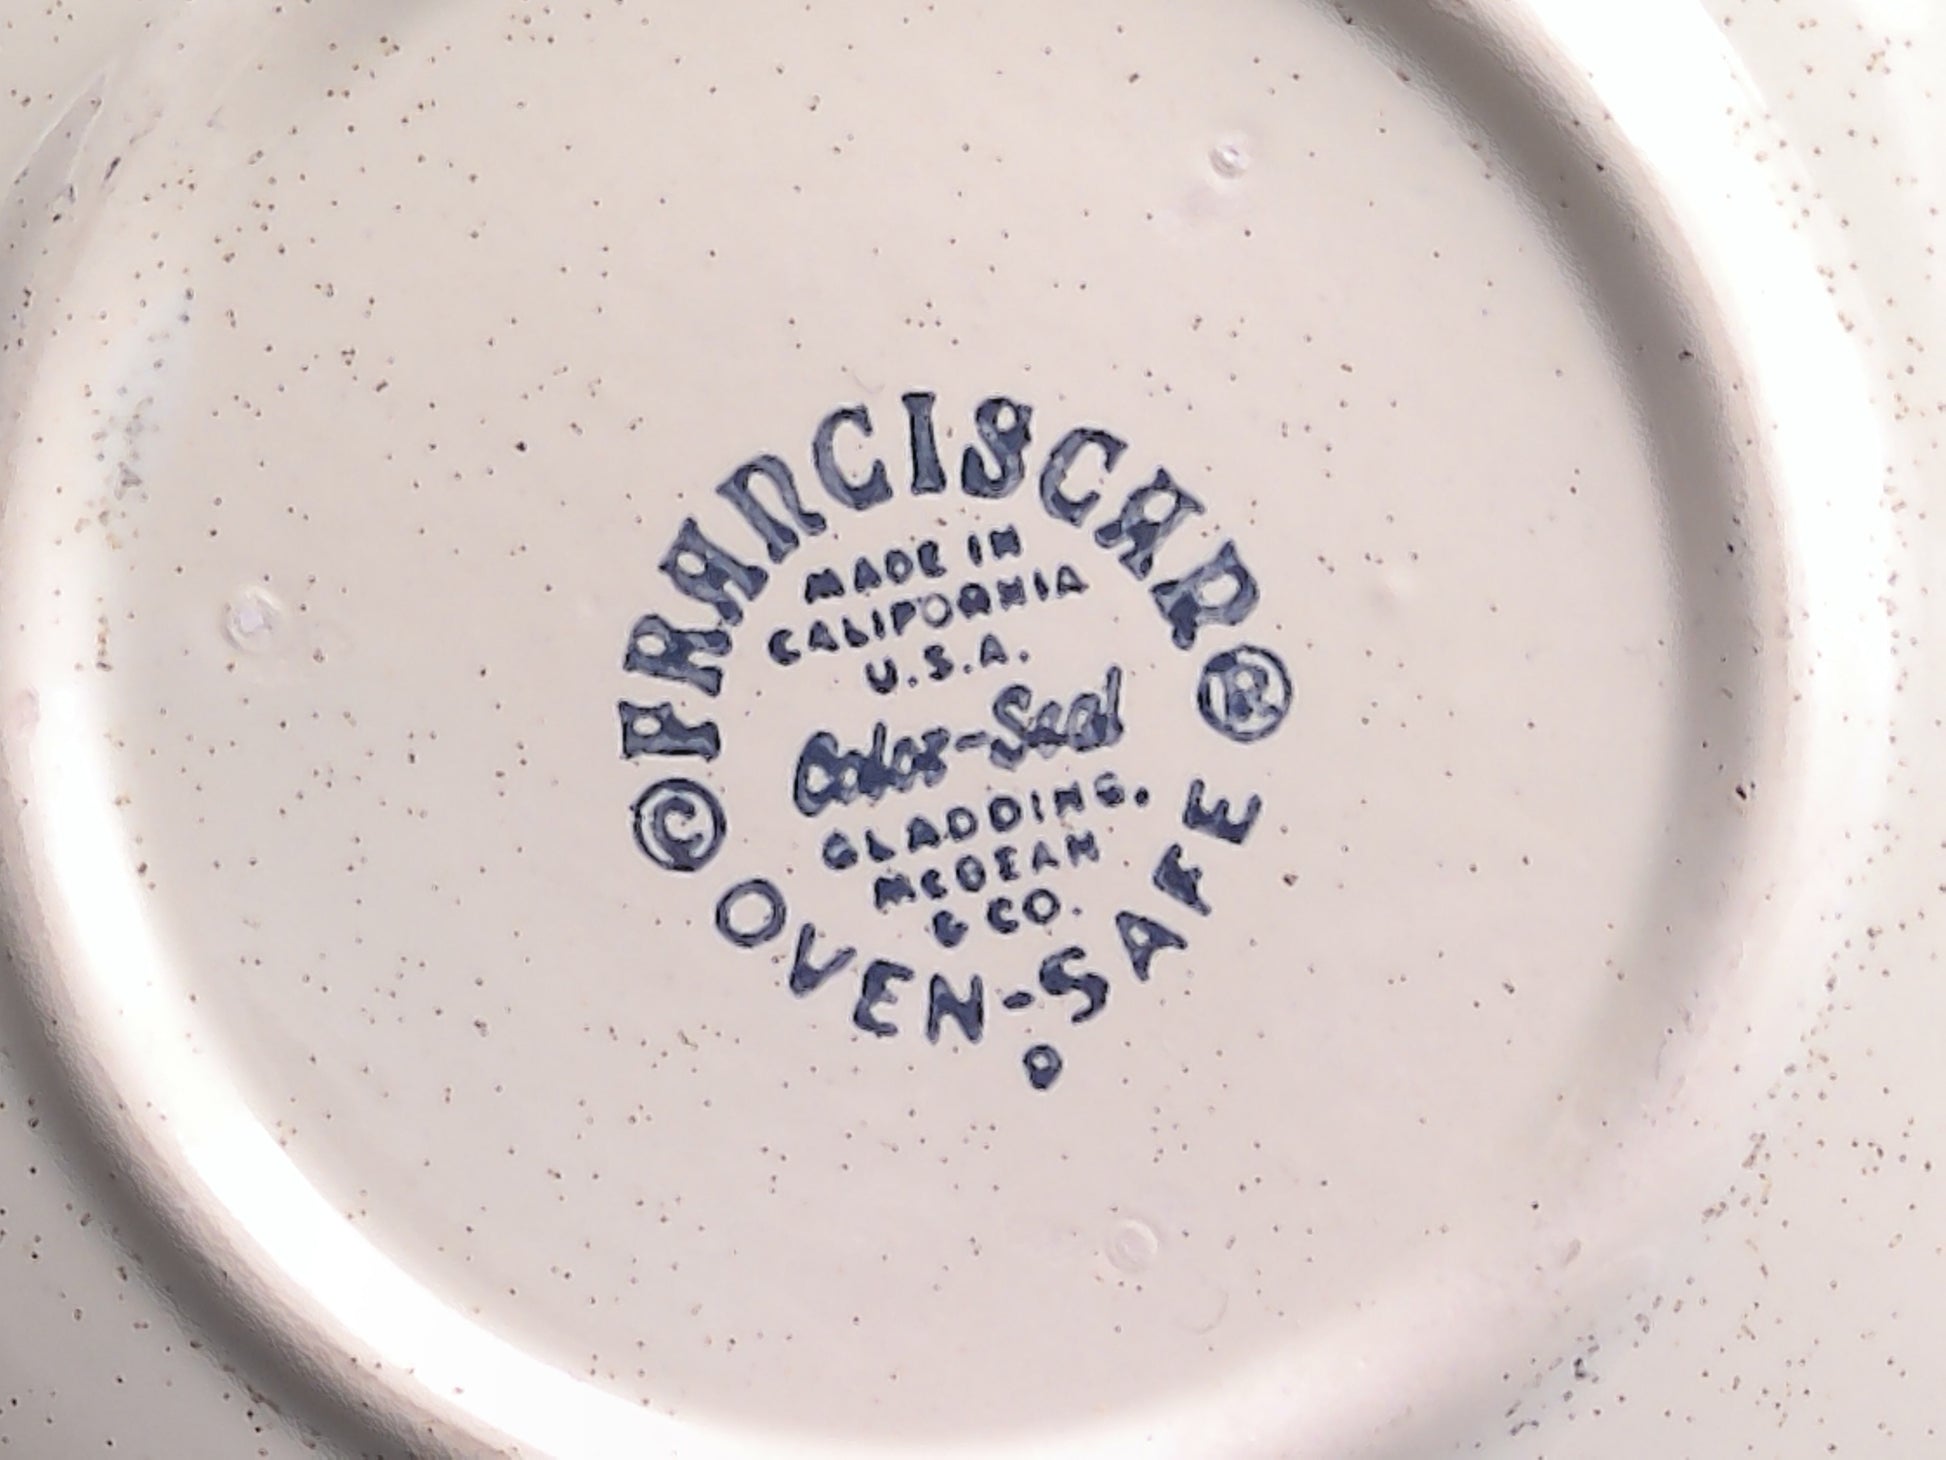 © FRANCISCAN ®
MADE IN
CALIFORNIA
U.S.A.
Color-Seal
GLADDING,
MCBEAN
& CO.
OVEN-SAFE